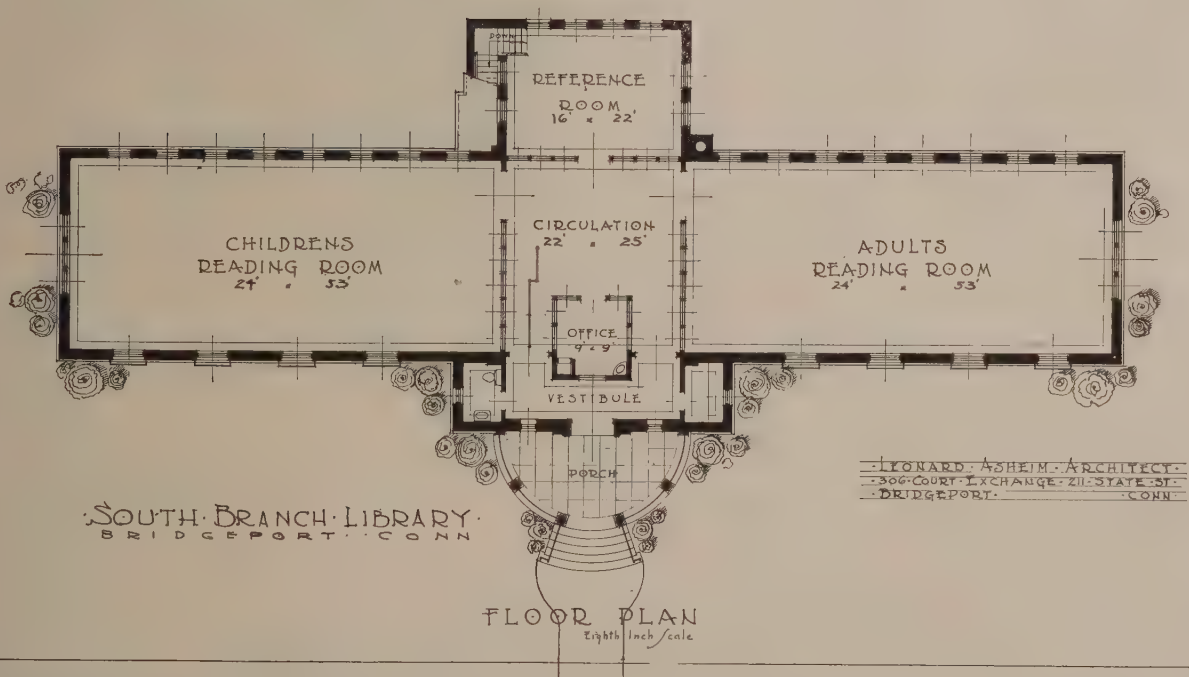 DOWN
REFERENCE
ROOM
16' x 22'
CHILDRENS
READING ROOM
24' x 53'
CIRCULATION
22' x 25'
ADULTS
READING ROOM
24' x 53'
OFFICE
9' x 9'
VESTIBULE
PORCH
·SOUTH·BRANCH·LIBRARY·
BRIDGEPORT · CONN
·LEONARD·ASHEIM·ARCHITECT·
·306·COURT·EXCHANGE·211·STATE·ST·
·BRIDGEPORT· ·CONN·
FLOOR PLAN
Eighth Inch Scale